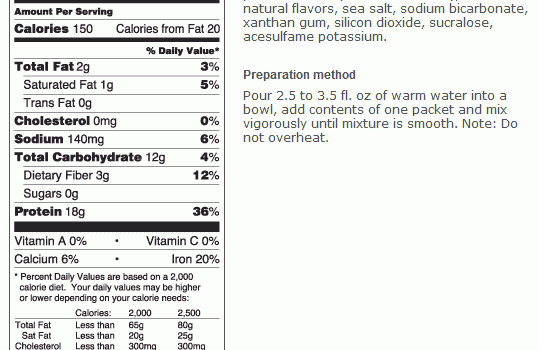 Amount Per Serving
Calories 150 Calories from Fat 20
% Daily Value*
Total Fat 2g 3%
Saturated Fat 1g 5%
Trans Fat 0g
Cholesterol 0mg 0%
Sodium 140mg 6%
Total Carbohydrate 12g 4%
Dietary Fiber 3g 12%
Sugars 0g
Protein 18g 36%
Vitamin A 0% • Vitamin C 0%
Calcium 6% • Iron 20%
* Percent Daily Values are based on a 2,000
calorie diet. Your daily values may be higher
or lower depending on your calorie needs:
Calories: 2,000 2,500
Total Fat Less than 65g 80g
Sat Fat Less than 20g 25g
Cholesterol Less than 300mg 300mg
natural flavors, sea salt, sodium bicarbonate,
xanthan gum, silicon dioxide, sucralose,
acesulfame potassium.
Preparation method
Pour 2.5 to 3.5 fl. oz of warm water into a
bowl, add contents of one packet and mix
vigorously until mixture is smooth. Note: Do
not overheat.